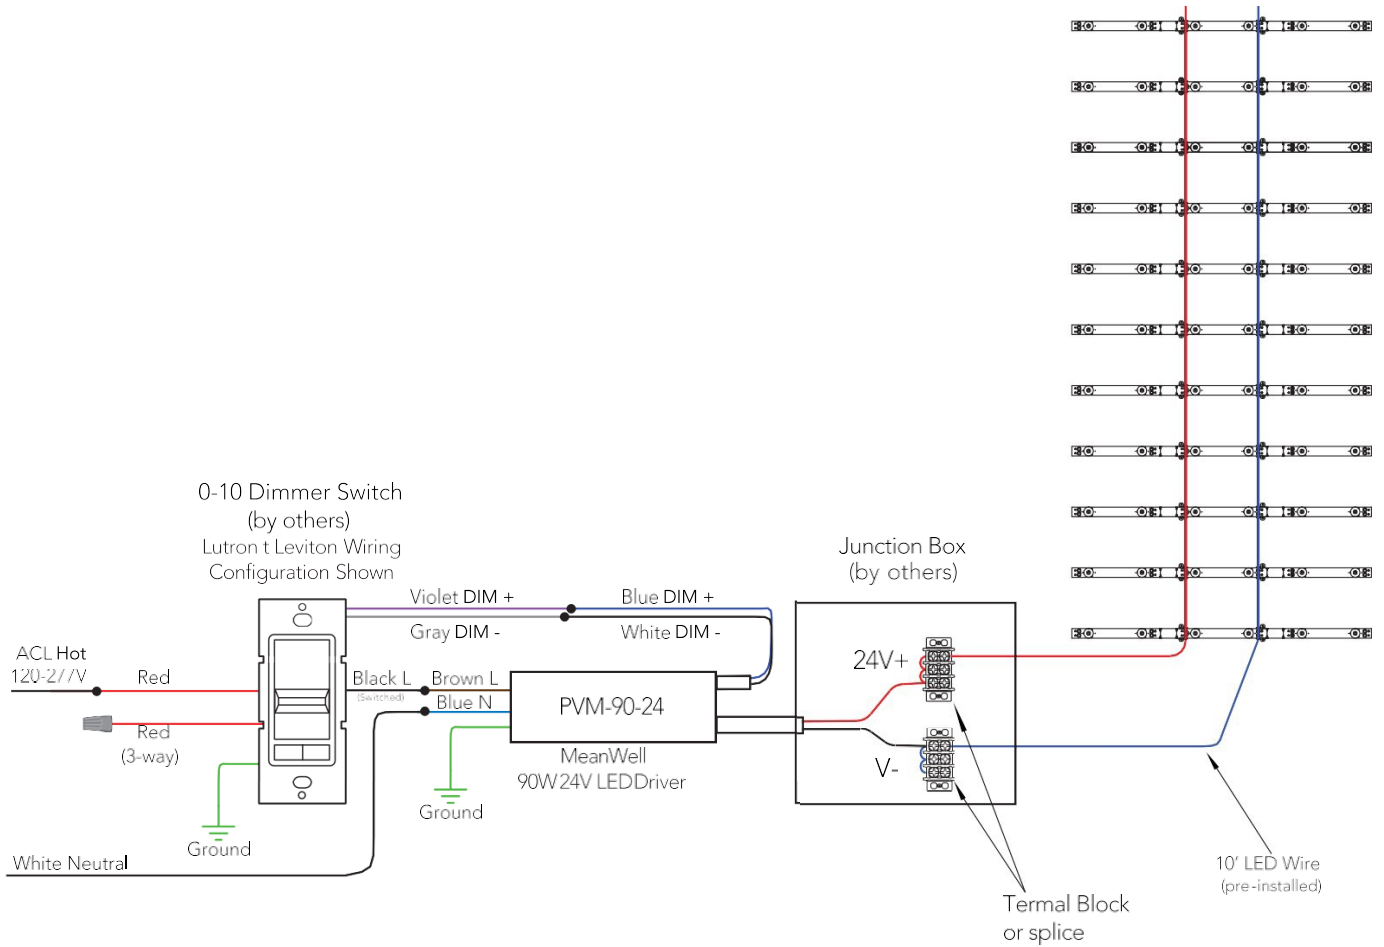 0-10 Dimmer Switch
(by others)
Lutron t Leviton Wiring
Configuration Shown
Junction Box
(by others)
Violet DIM +
Blue DIM +
Gray DIM -
White DIM -
ACL Hot
120-277V
Red
Black L
(Switched)
Brown L
Blue N
Red
(3-way)
PVM-90-24
MeanWell
90W24V LEDDriver
24V+
V-
Ground
Ground
White Neutral
10' LED Wire
(pre-installed)
Termal Block
or splice